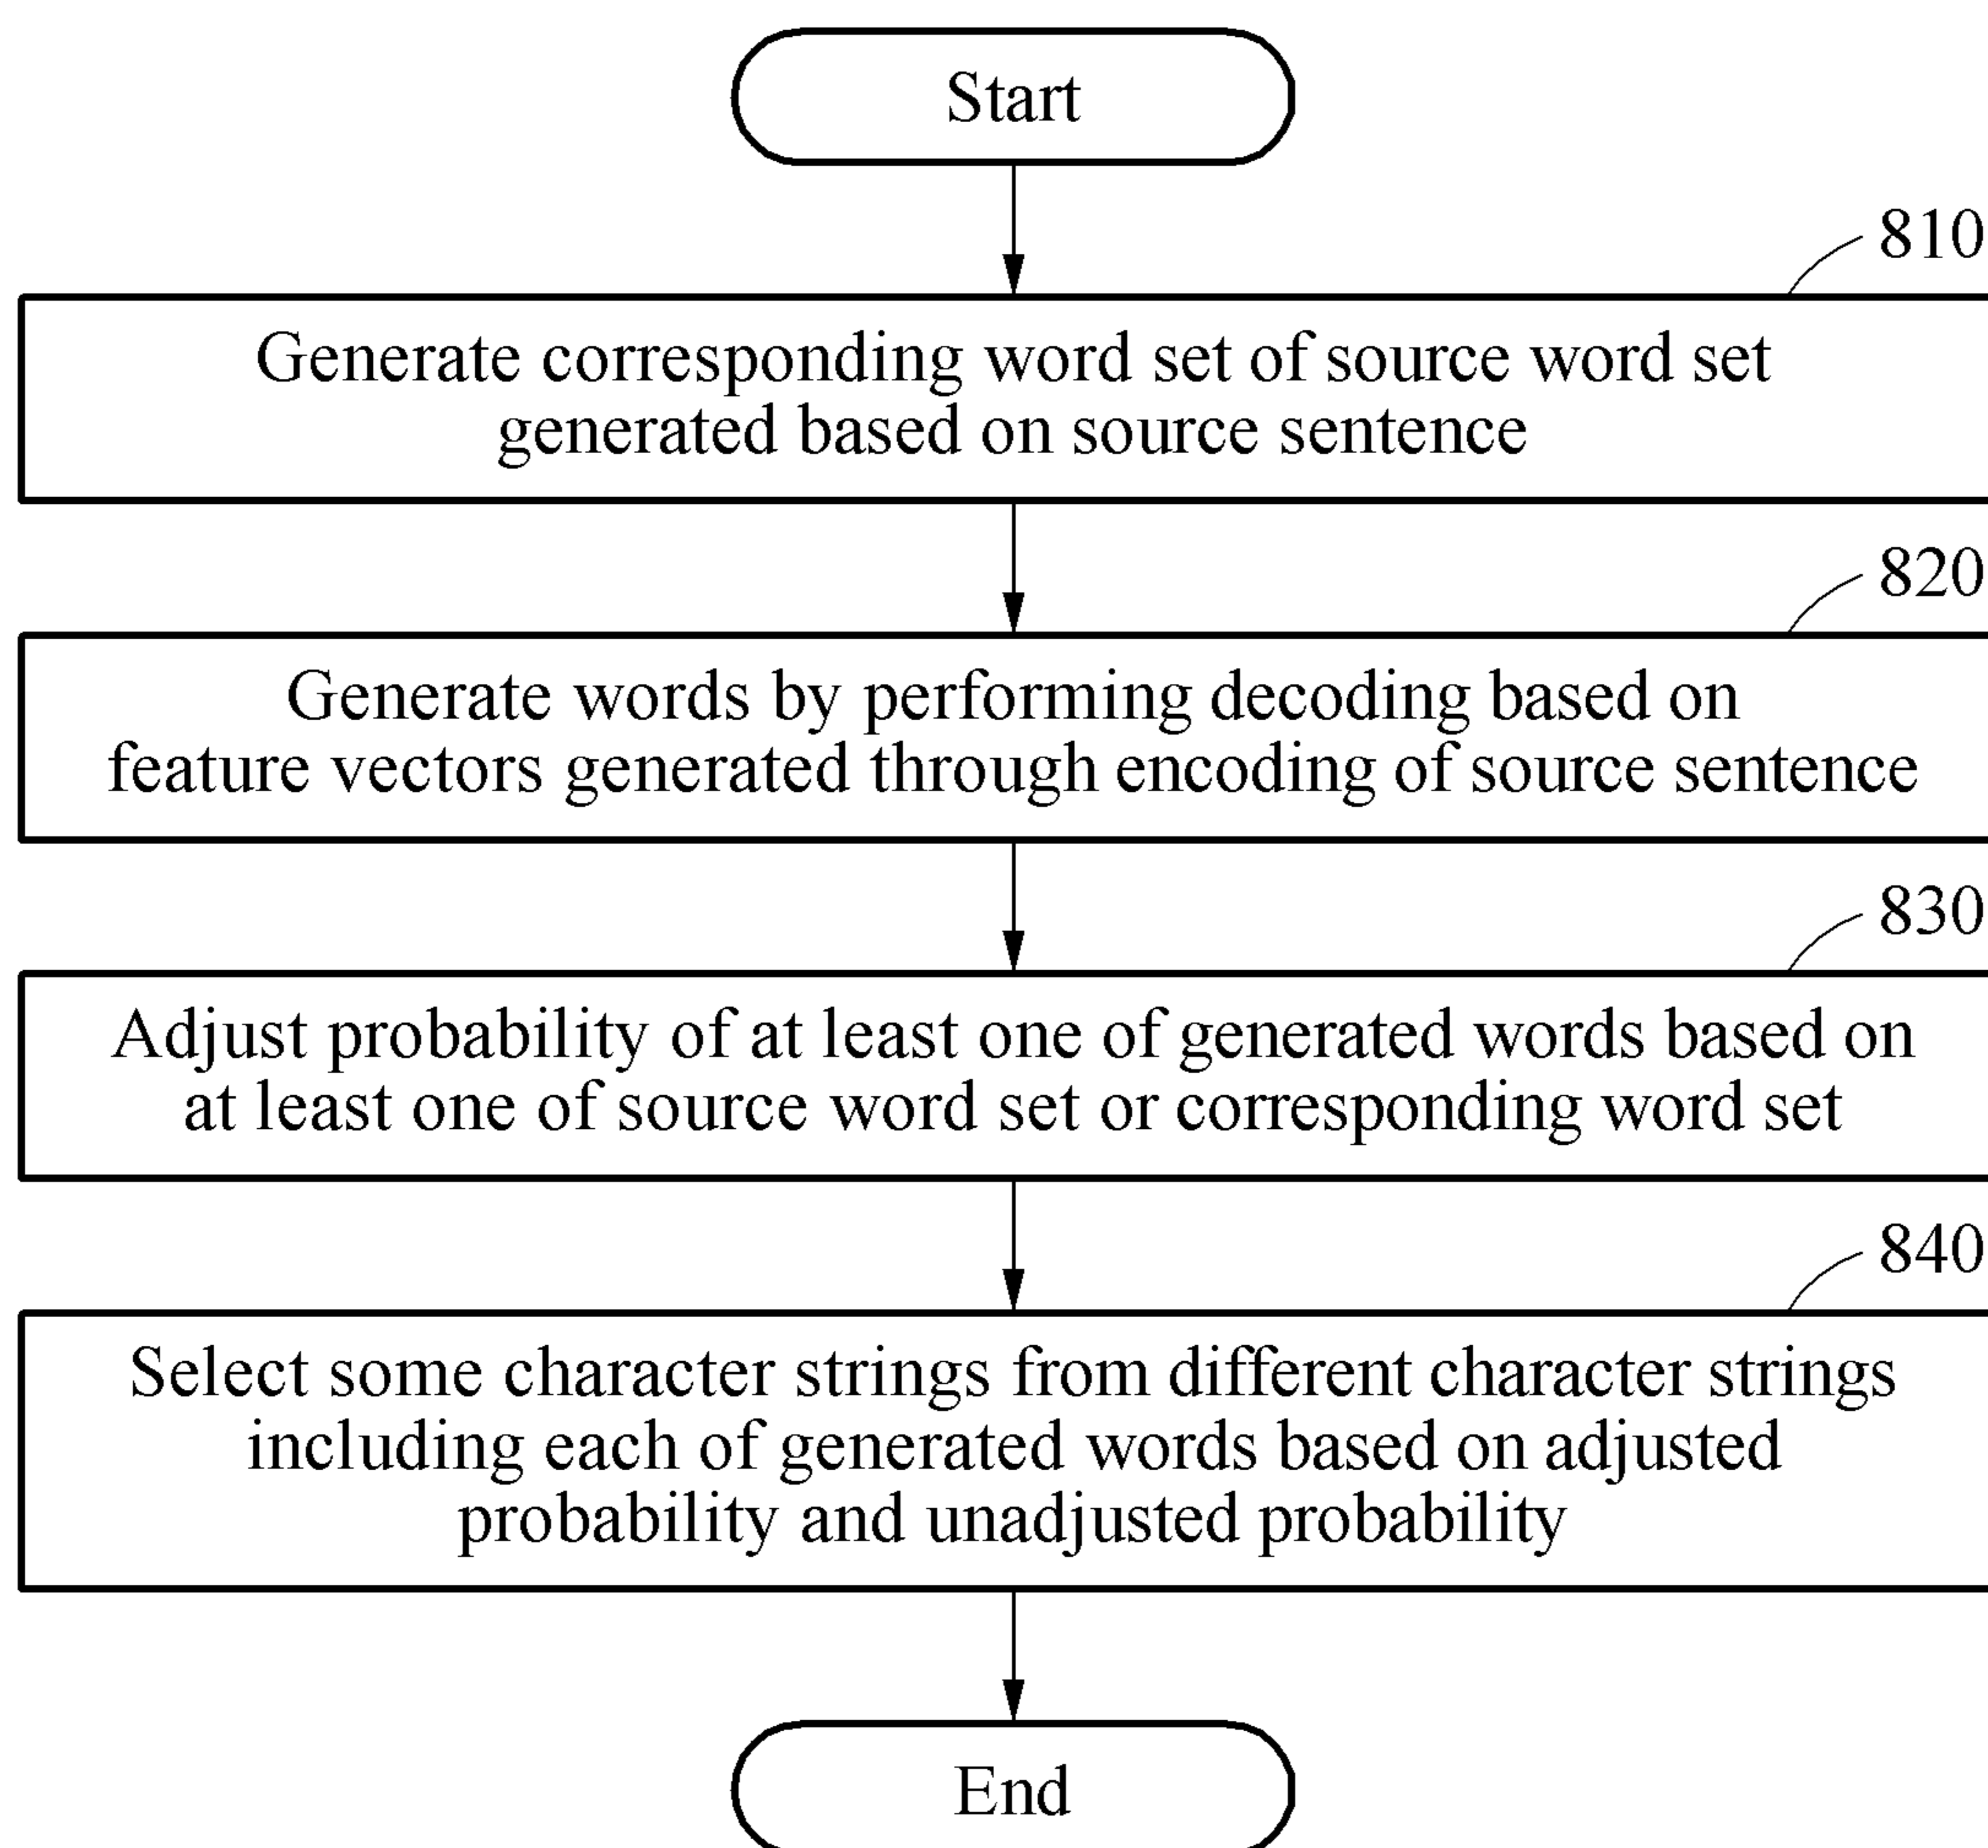 Start
810
Generate corresponding word set of source word set
generated based on source sentence
820
Generate words by performing decoding based on
feature vectors generated through encoding of source sentence
830
Adjust probability of at least one of generated words based on
at least one of source word set or corresponding word set
840
Select some character strings from different character strings
including each of generated words based on adjusted
probability and unadjusted probability
End